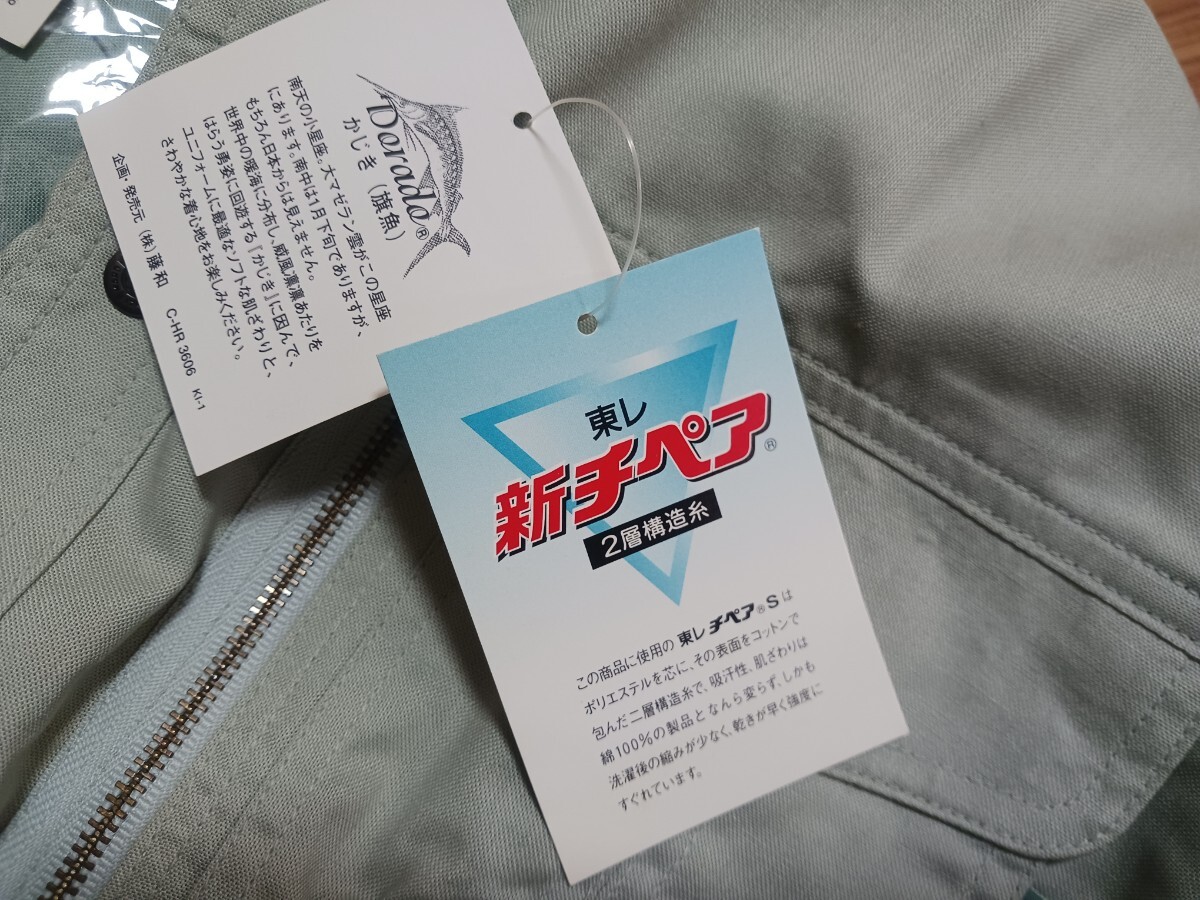 Dorado®
かじき（旗魚）
南天の小星座。大マゼラン雲がこの星座
にあります。南中は1月下旬でありますが、
もちろん日本からは見えません。
世界中の暖海に分布し、威風凛凛あたりを
はらう勇姿に回遊する『かじき』に因んで、
ユニフォームに最適なソフトな肌ざわりと、
さわやかな着心地をお楽しみください。
企画・発売元 (株)藤和 C-HR 3606 KI-1
東レ
新チペア®
2層構造糸
この商品に使用の 東レ チペア®S は
ポリエステルを芯に、その表面をコットンで
包んだ二層構造糸で、吸汗性、肌ざわりは
綿100%の製品となんら変らず、しかも
洗濯後の縮みが少なく、乾きが早く強度に
すぐれています。